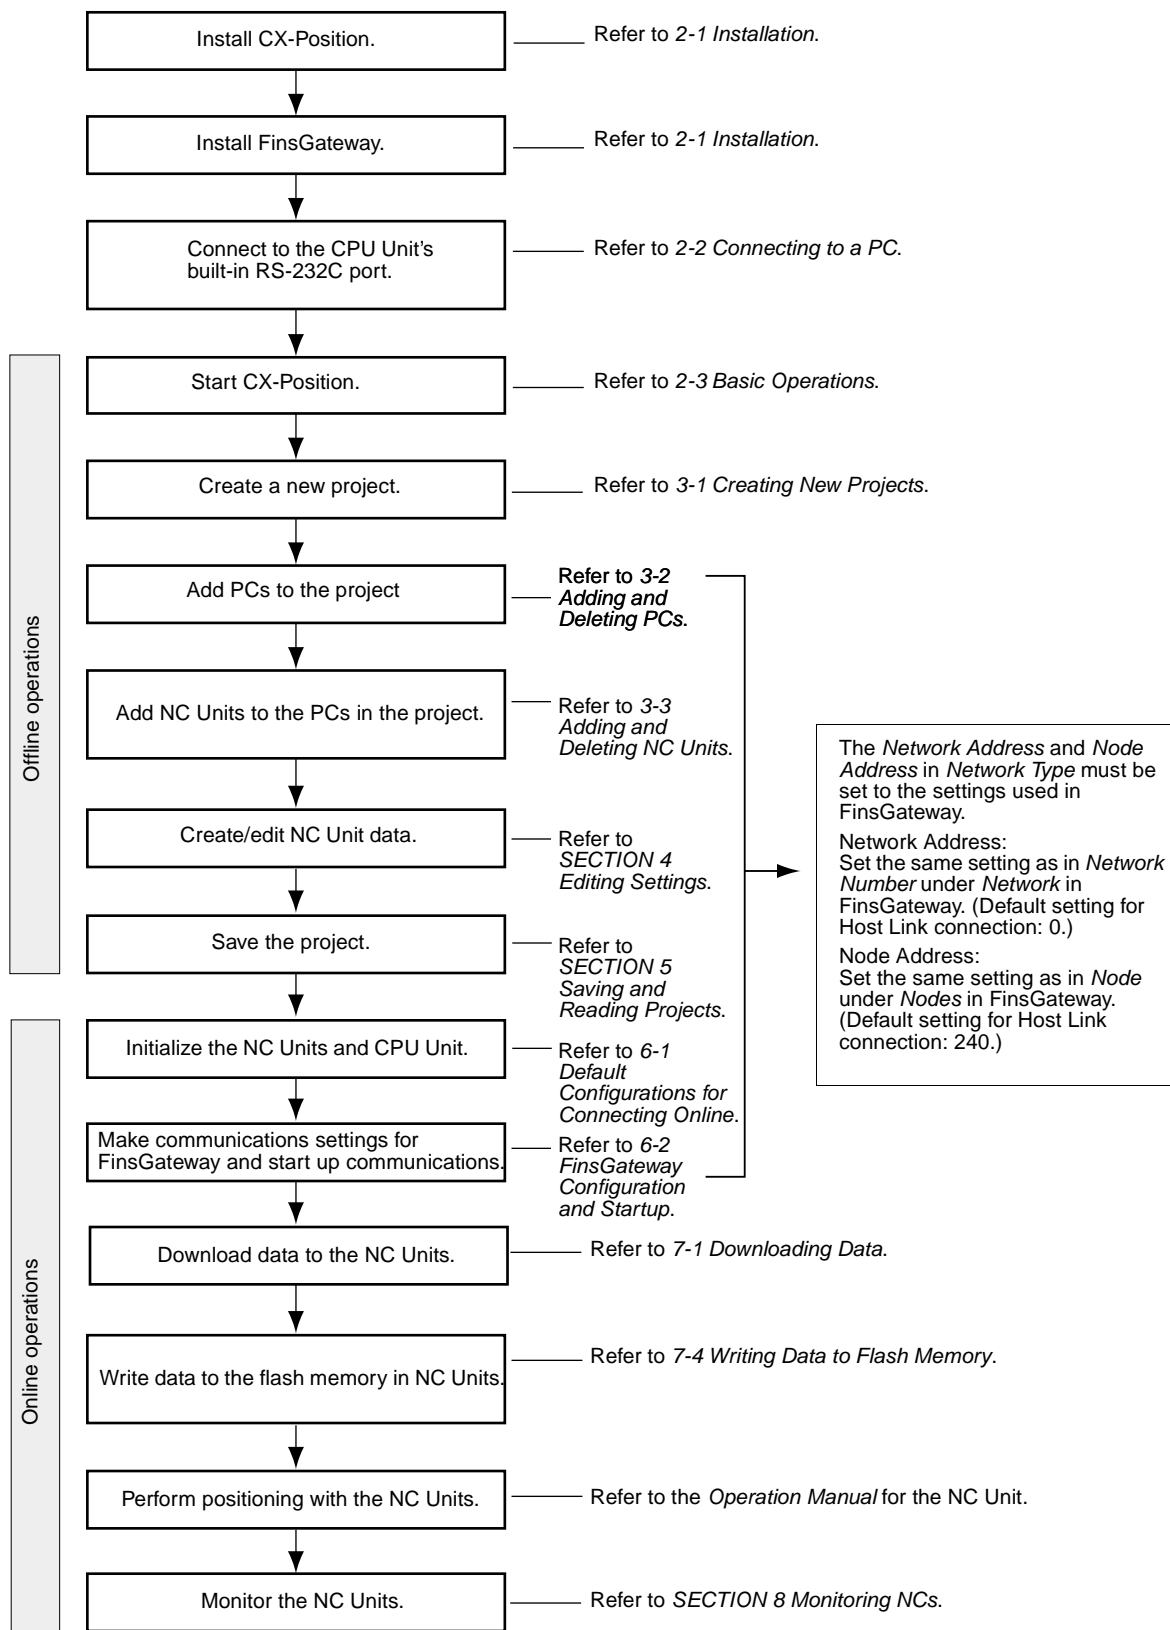 Install CX-Position.
Refer to 2-1 Installation.
Install FinsGateway.
Refer to 2-1 Installation.
Connect to the CPU Unit's
built-in RS-232C port.
Refer to 2-2 Connecting to a PC.
Offline operations
Start CX-Position.
Refer to 2-3 Basic Operations.
Create a new project.
Refer to 3-1 Creating New Projects.
Add PCs to the project
Refer to 3-2
Adding and
Deleting PCs.
Add NC Units to the PCs in the project.
Refer to 3-3
Adding and
Deleting NC Units.
Create/edit NC Unit data.
Refer to
SECTION 4
Editing Settings.
Save the project.
Refer to
SECTION 5
Saving and
Reading Projects.
The Network Address and Node
Address in Network Type must be
set to the settings used in
FinsGateway.
Network Address:
Set the same setting as in Network
Number under Network in
FinsGateway. (Default setting for
Host Link connection: 0.)
Node Address:
Set the same setting as in Node
under Nodes in FinsGateway.
(Default setting for Host Link
connection: 240.)
Online operations
Initialize the NC Units and CPU Unit.
Refer to 6-1
Default
Configurations for
Connecting Online.
Make communications settings for
FinsGateway and start up communications.
Refer to 6-2
FinsGateway
Configuration
and Startup.
Download data to the NC Units.
Refer to 7-1 Downloading Data.
Write data to the flash memory in NC Units.
Refer to 7-4 Writing Data to Flash Memory.
Perform positioning with the NC Units.
Refer to the Operation Manual for the NC Unit.
Monitor the NC Units.
Refer to SECTION 8 Monitoring NCs.